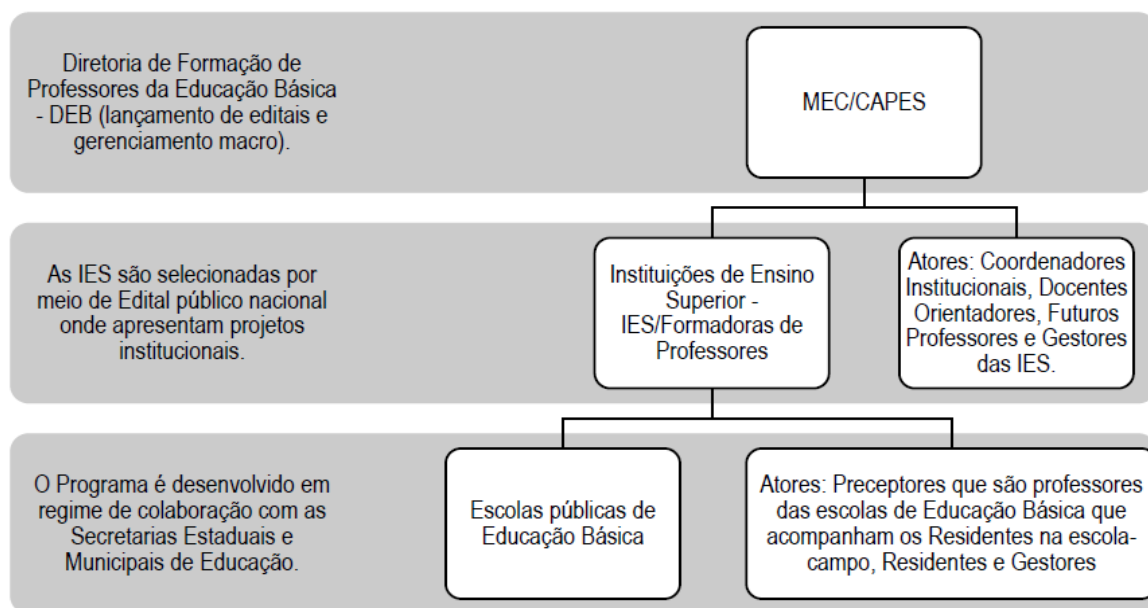 Diretoria de Formação de
Professores da Educação Básica
- DEB (lançamento de editais e
gerenciamento macro).
MEC/CAPES
As IES são selecionadas por
meio de Edital público nacional
onde apresentam projetos
institucionais.
Instituições de Ensino
Superior -
IES/Formadoras de
Professores
Atores: Coordenadores
Institucionais, Docentes
Orientadores, Futuros
Professores e Gestores
das IES.
O Programa é desenvolvido em
regime de colaboração com as
Secretarias Estaduais e
Municipais de Educação.
Escolas públicas de
Educação Básica
Atores: Preceptores que são professores
das escolas de Educação Básica que
acompanham os Residentes na escola-
campo, Residentes e Gestores